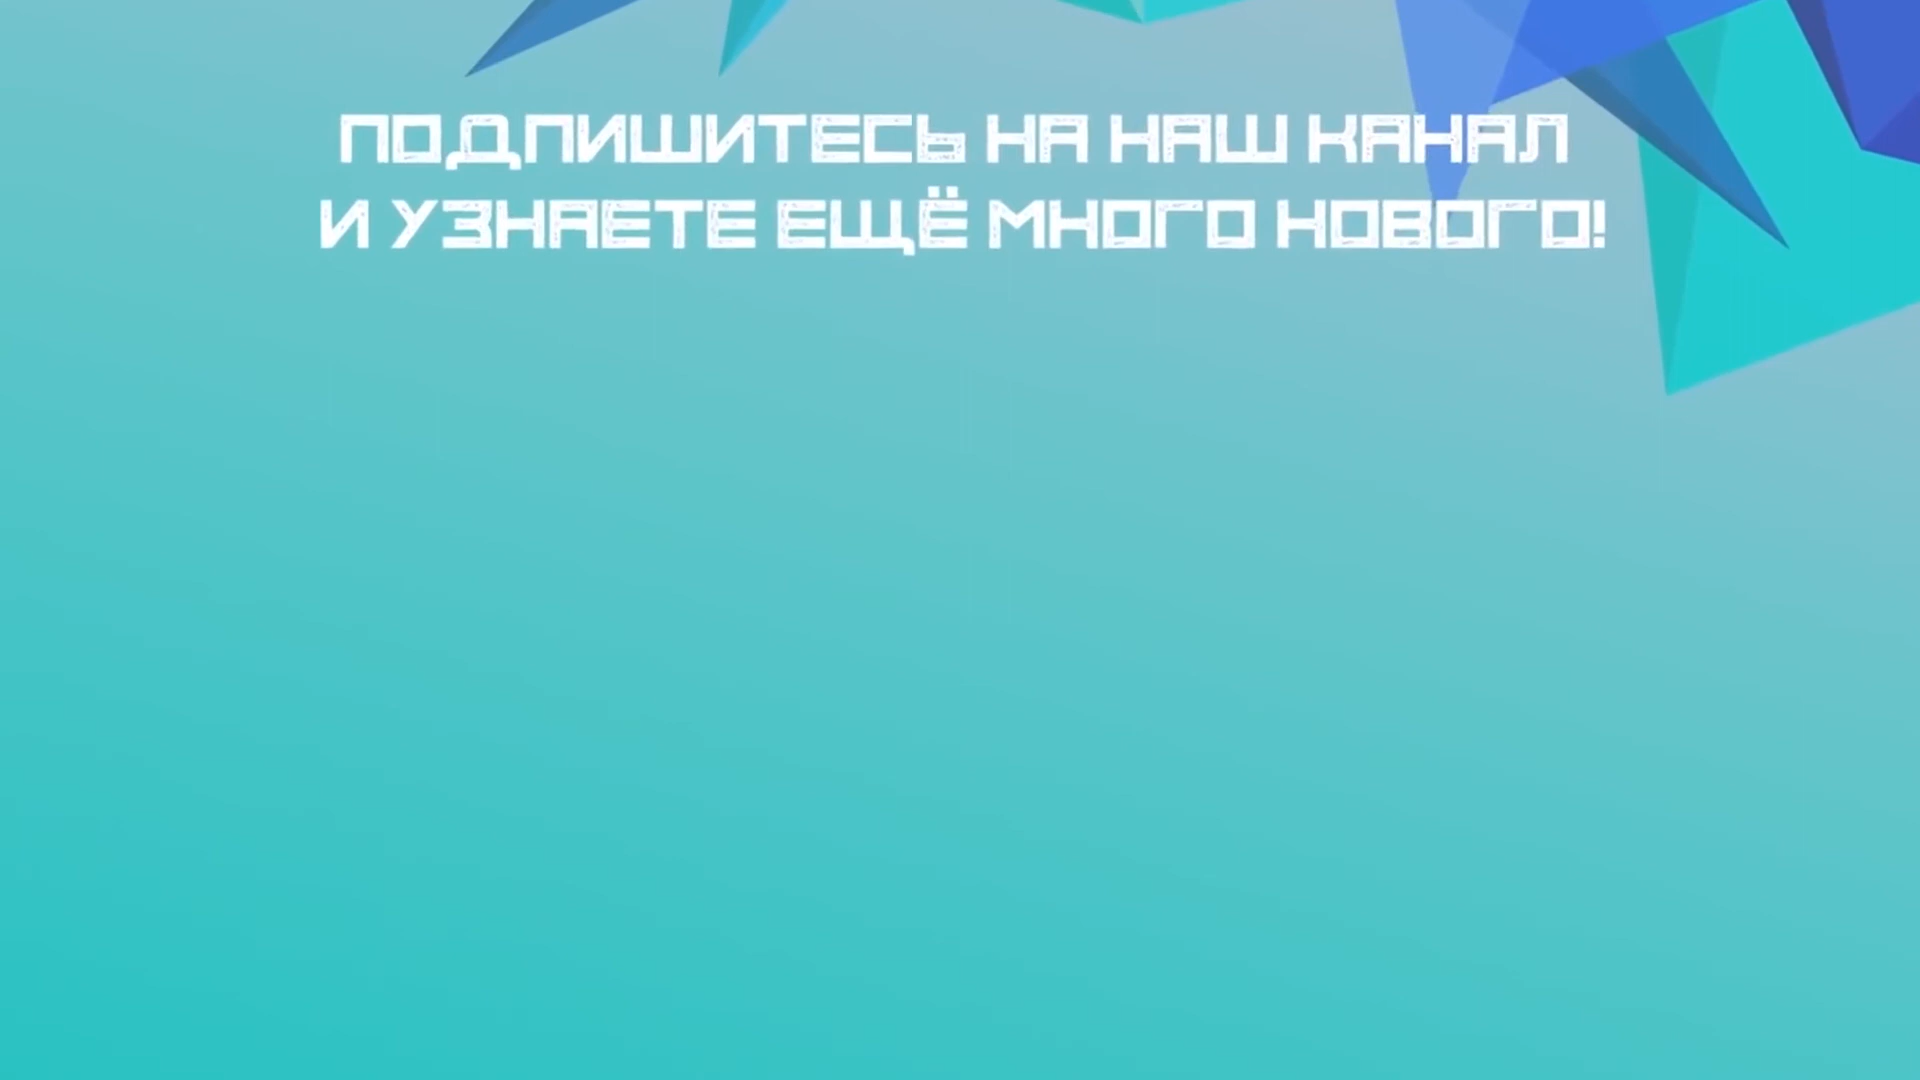 ПОДПИШИТЕСЬ НА НАШ КАНАЛ
И УЗНАЕТЕ ЕЩЁ МНОГО НОВОГО!